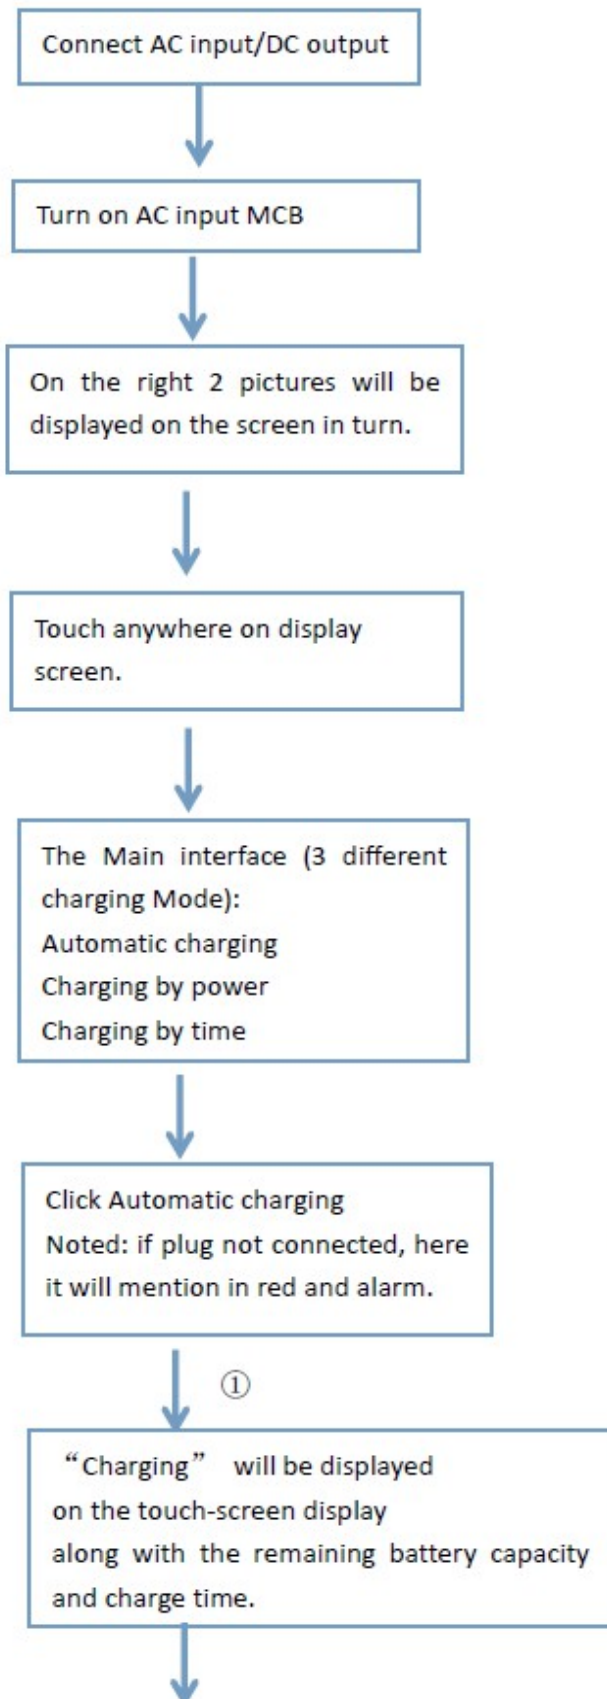 Connect AC input/DC output
Turn on AC input MCB
On the right 2 pictures will be
displayed on the screen in turn.
Touch anywhere on display
screen.
The Main interface (3 different
charging Mode):
Automatic charging
Charging by power
Charging by time
Click Automatic charging
Noted: if plug not connected, here
it will mention in red and alarm.
①
“Charging” will be displayed
on the touch-screen display
along with the remaining battery capacity
and charge time.